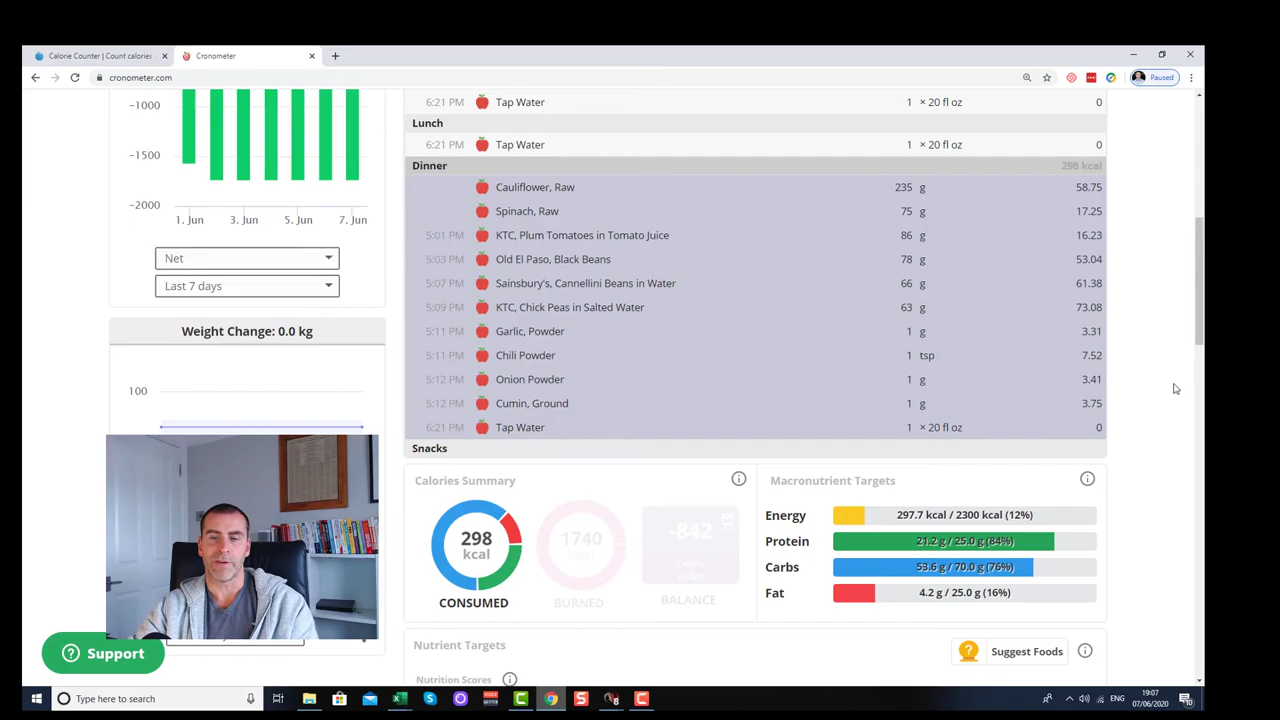 Calorie Counter | Count calories
Cronometer
cronometer.com
Paused
-1000
-1500
-2000
1. Jun 3. Jun 5. Jun 7. Jun
Net
Last 7 days
Weight Change: 0.0 kg
100
Support
6:21 PM Tap Water 1 × 20 fl oz 0
Lunch
6:21 PM Tap Water 1 × 20 fl oz 0
Dinner 298 kcal
Cauliflower, Raw 235 g 58.75
Spinach, Raw 75 g 17.25
5:01 PM KTC, Plum Tomatoes in Tomato Juice 86 g 16.23
5:03 PM Old El Paso, Black Beans 78 g 53.04
5:07 PM Sainsbury's, Cannellini Beans in Water 66 g 61.38
5:09 PM KTC, Chick Peas in Salted Water 63 g 73.08
5:11 PM Garlic, Powder 1 g 3.31
5:11 PM Chili Powder 1 tsp 7.52
5:12 PM Onion Powder 1 g 3.41
5:12 PM Cumin, Ground 1 g 3.75
6:21 PM Tap Water 1 × 20 fl oz 0
Snacks
Calories Summary
298
kcal
CONSUMED
1740
kcal
BURNED
-842
BALANCE
Macronutrient Targets
Energy 297.7 kcal / 2300 kcal (12%)
Protein 21.2 g / 25.0 g (84%)
Carbs 53.6 g / 70.0 g (76%)
Fat 4.2 g / 25.0 g (16%)
Nutrient Targets
Suggest Foods
Nutrition Scores
Type here to search
ENG
19:07
07/06/2020